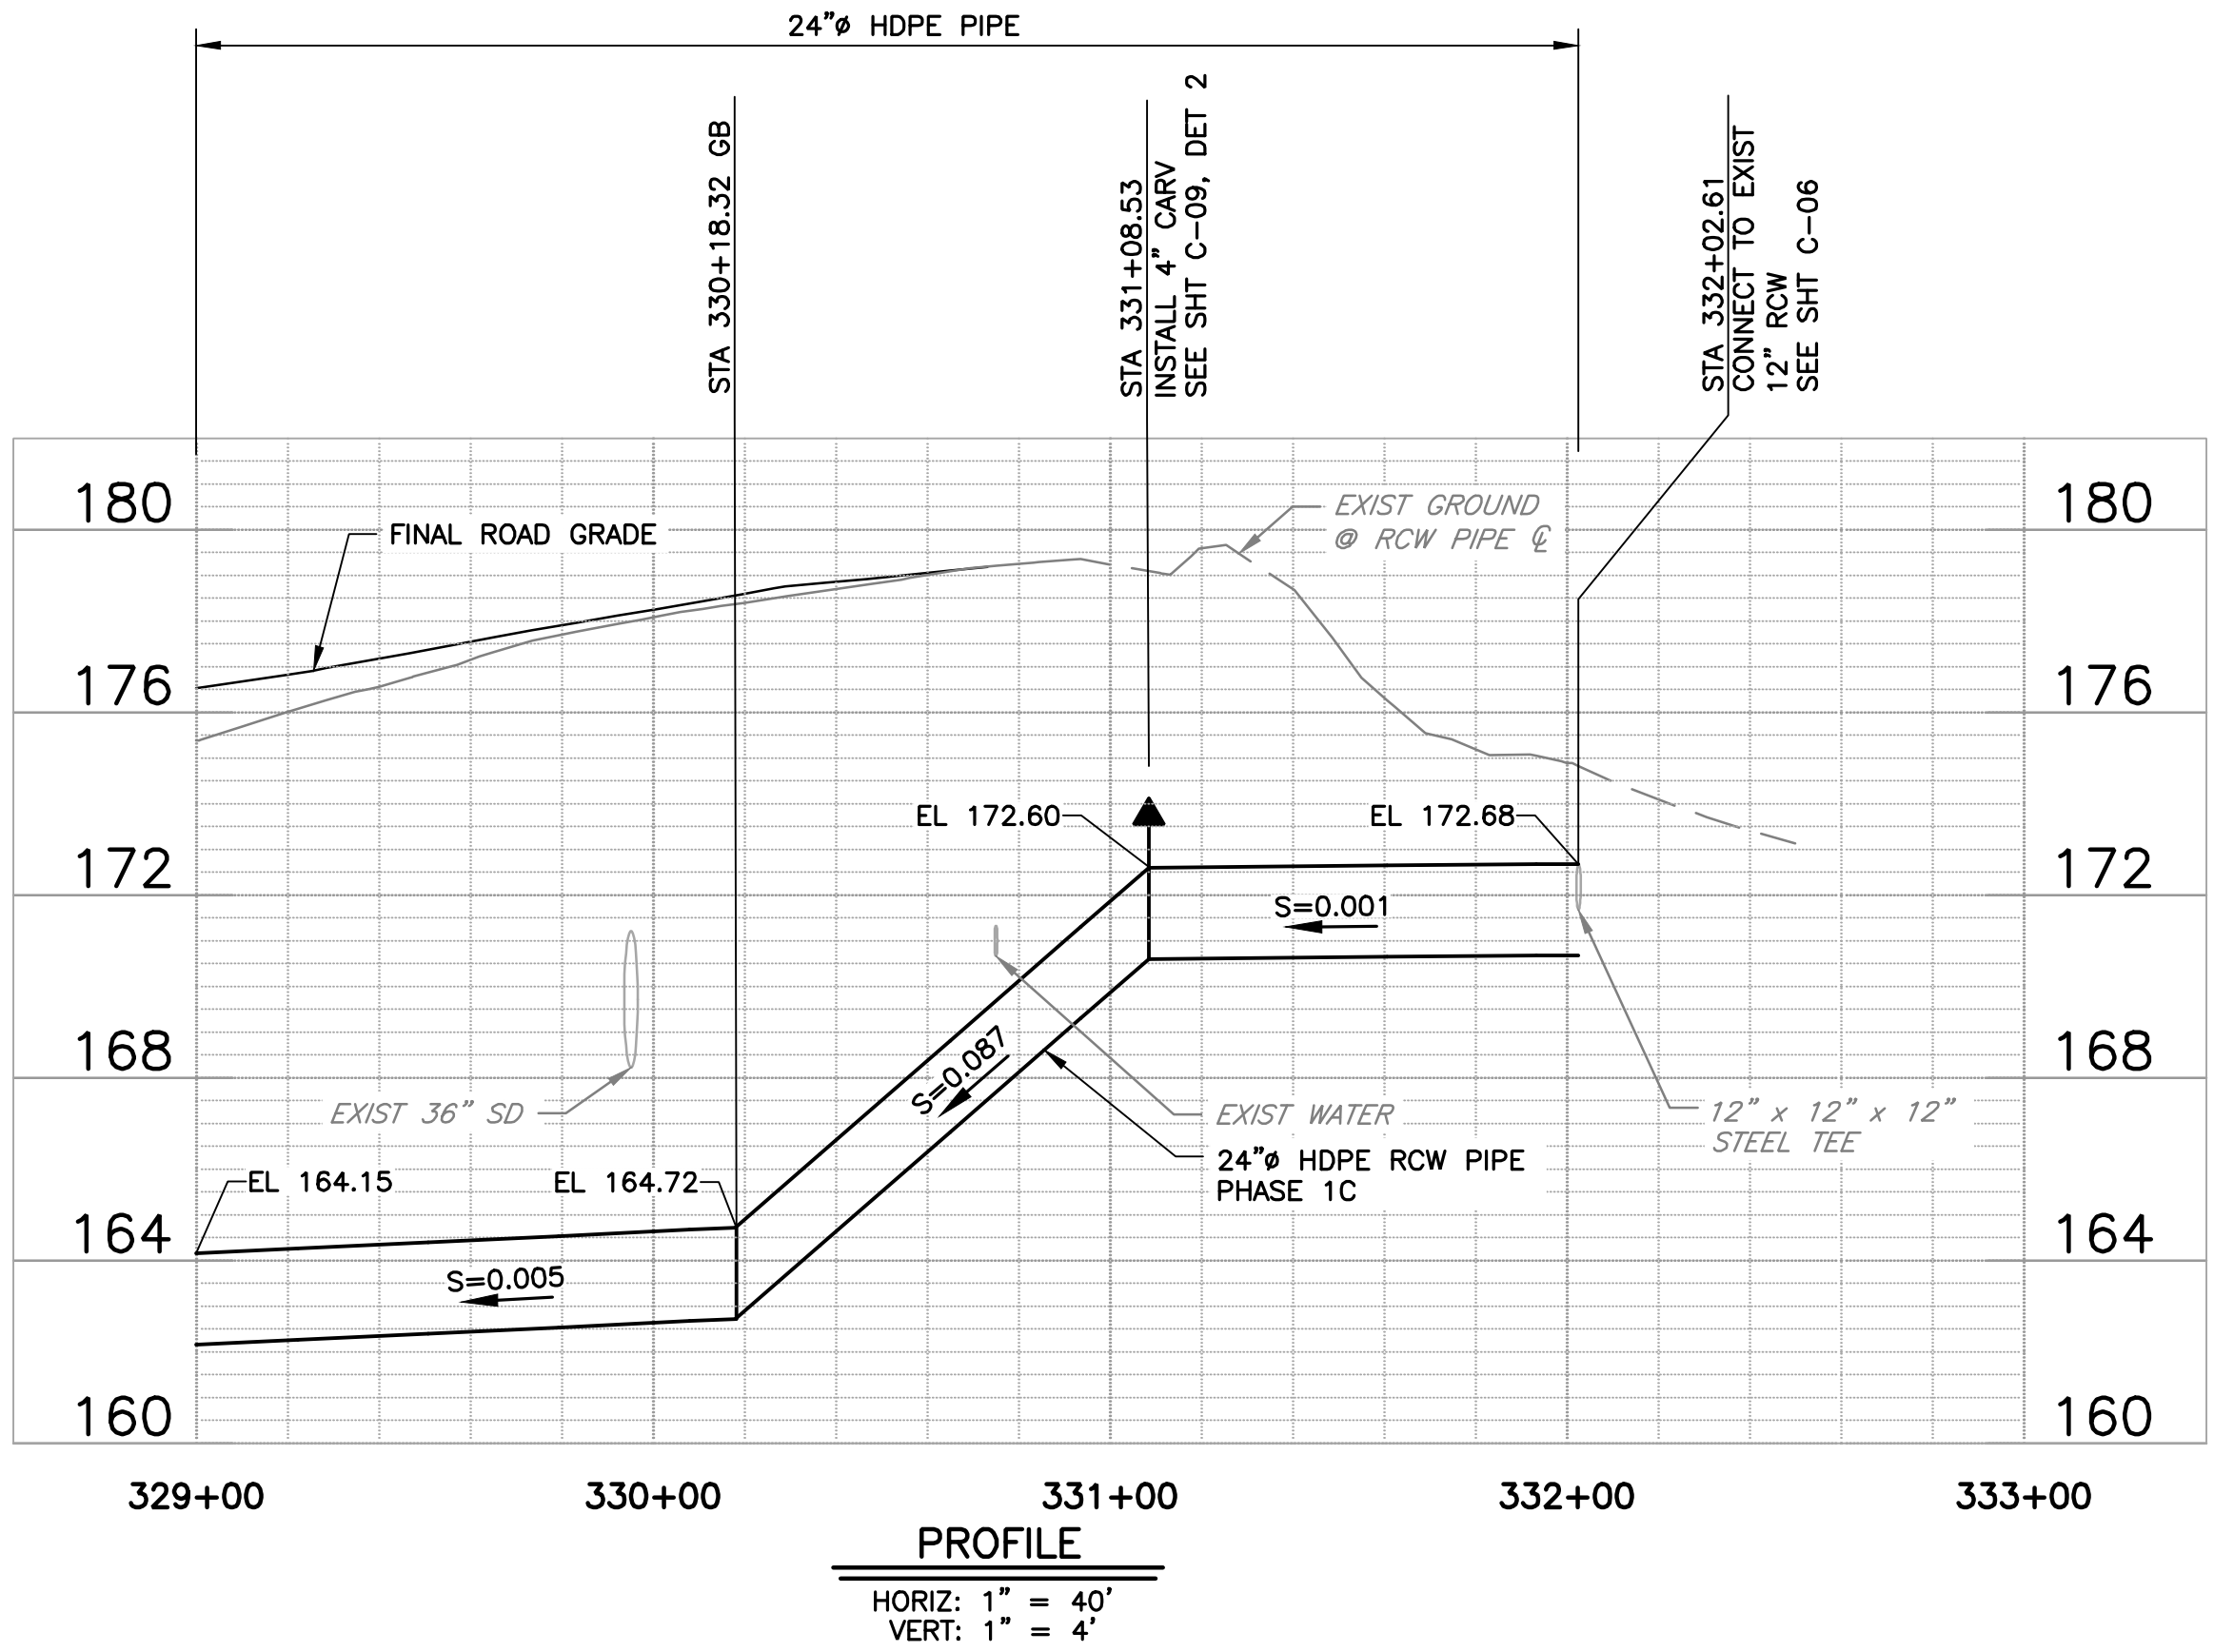 24”ø HDPE PIPE
STA 330+18.32 GB
STA 331+08.53
INSTALL 4” CARV
SEE SHT C-09, DET 2
STA 332+02.61
CONNECT TO EXIST
12” RCW
SEE SHT C-06
180
180
EXIST GROUND
@ RCW PIPE ℄
FINAL ROAD GRADE
176
176
EL 172.60
EL 172.68
172
172
S=0.001
168
168
S=0.087
EXIST 36” SD
EXIST WATER
12” x 12” x 12”
STEEL TEE
24”ø HDPE RCW PIPE
PHASE 1C
EL 164.15
EL 164.72
164
164
S=0.005
160
160
329+00
330+00
331+00
332+00
333+00
PROFILE
HORIZ: 1” = 40’
VERT: 1” = 4’